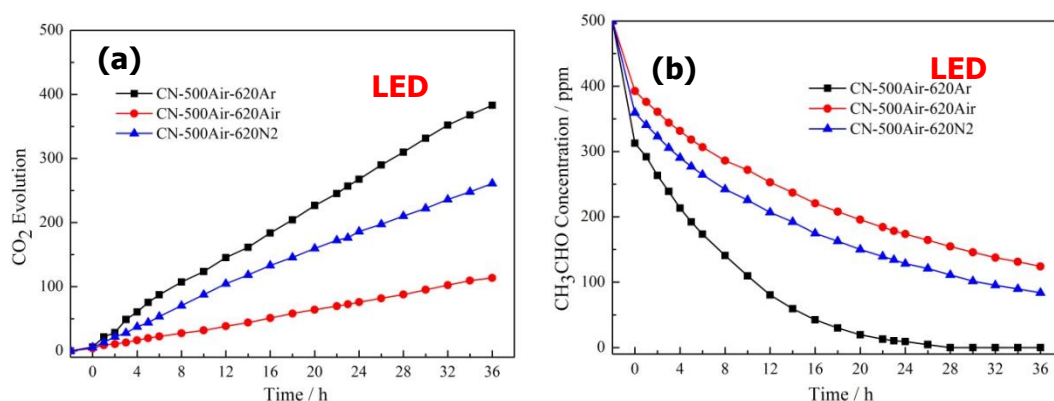 (a)
LED
CN-500Air-620Ar
CN-500Air-620Air
CN-500Air-620N2
CO₂ Evolution
500
400
300
200
100
0
0 4 8 12 16 20 24 28 32 36
Time / h
(b)
LED
CN-500Air-620Ar
CN-500Air-620Air
CN-500Air-620N2
CH₃CHO Concentration / ppm
500
400
300
200
100
0
0 4 8 12 16 20 24 28 32 36
Time / h